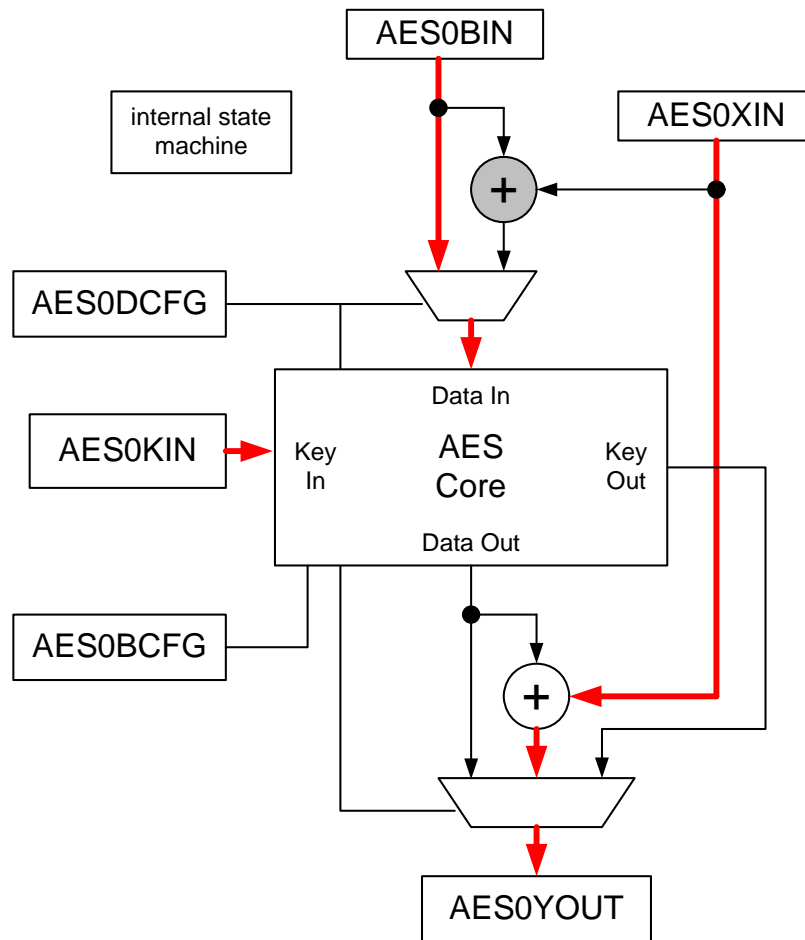 AES0BIN
internal state
machine
AES0XIN
+
AES0DCFG
Data In
AES0KIN
Key
In
AES
Core
Key
Out
Data Out
AES0BCFG
+
AES0YOUT